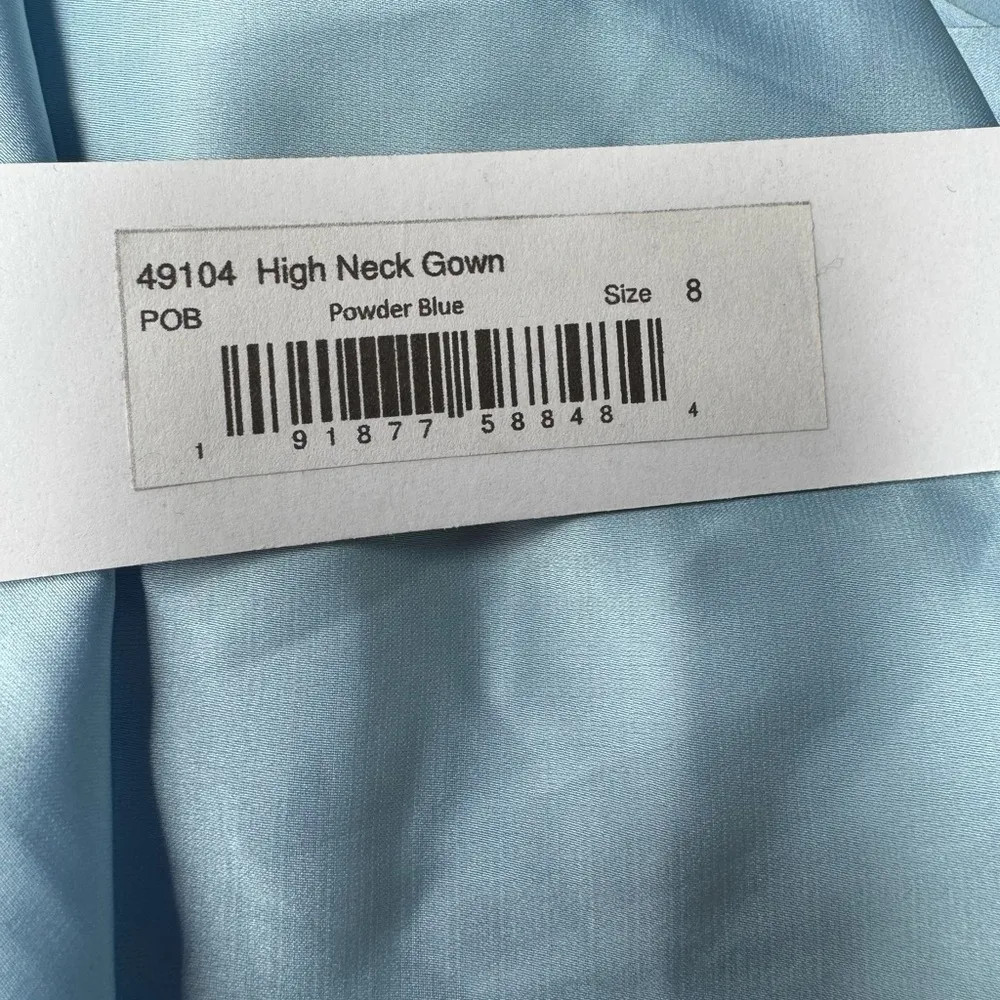 49104 High Neck Gown
POB Powder Blue Size 8
1 91877 58848 4